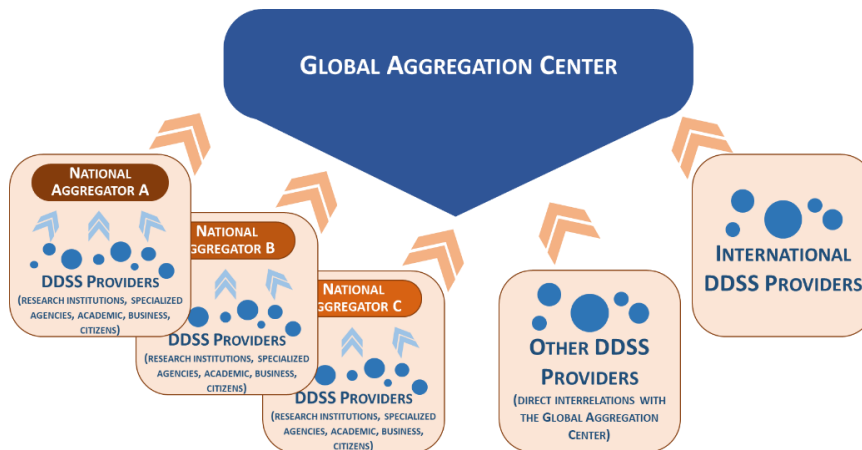 GLOBAL AGGREGATION CENTER
NATIONAL
AGGREGATOR A
DDSS PROVIDERS
(RESEARCH INSTITUTIONS, SPECIALIZED
AGENCIES, ACADEMIC, BUSINESS,
CITIZENS)
NATIONAL
GGREGATOR B
DDSS PROVIDERS
(RESEARCH INSTITUTIONS, SPECIALIZED
AGENCIES, ACADEMIC, BUSINESS,
CITIZENS)
NATIONAL
GGREGATOR C
DDSS PROVIDERS
(RESEARCH INSTITUTIONS, SPECIALIZED
AGENCIES, ACADEMIC, BUSINESS,
CITIZENS)
OTHER DDSS
PROVIDERS
(DIRECT INTERRELATIONS WITH
THE GLOBAL AGGREGATION
CENTER)
INTERNATIONAL
DDSS PROVIDERS